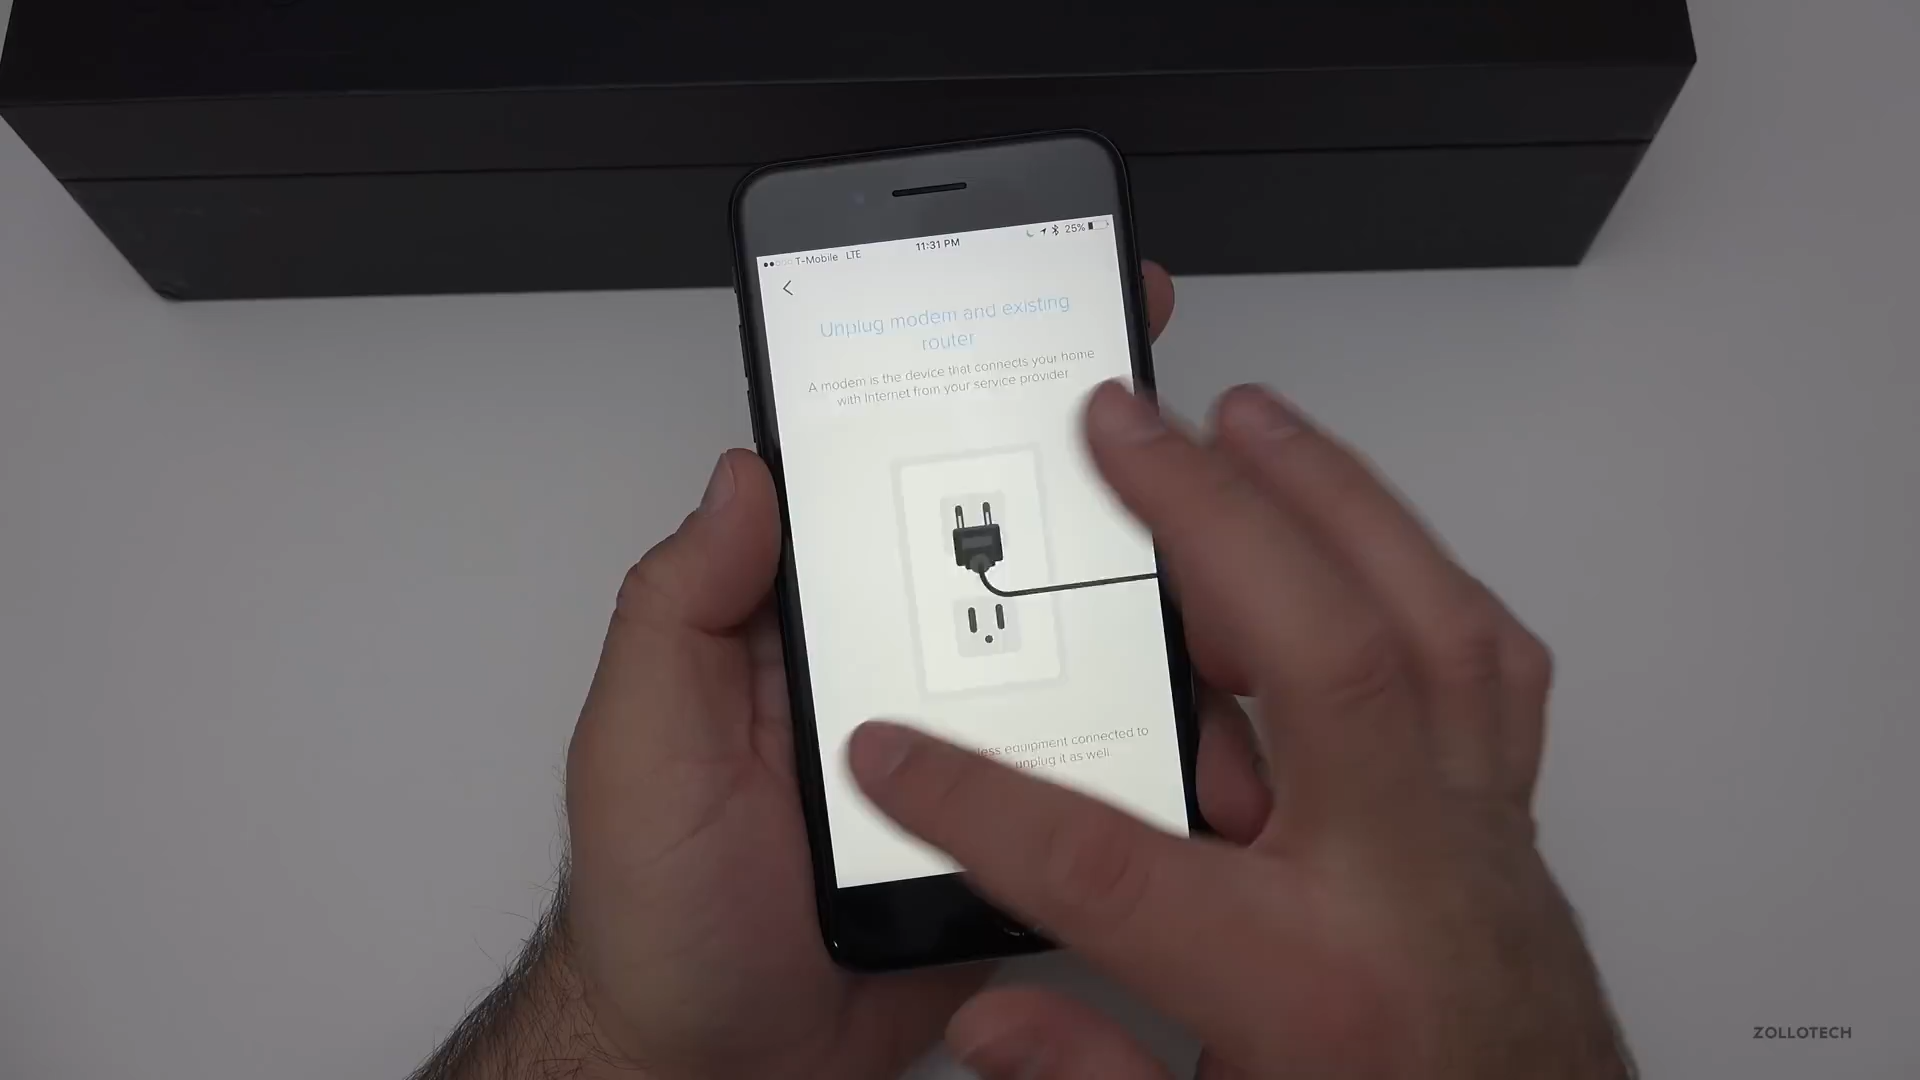 T-Mobile LTE 11:31 PM 25%
Unplug modem and existing
router
A modem is the device that connects your home
with Internet from your service provider.
equipment connected to
unplug it as well.
ZOLLOTECH